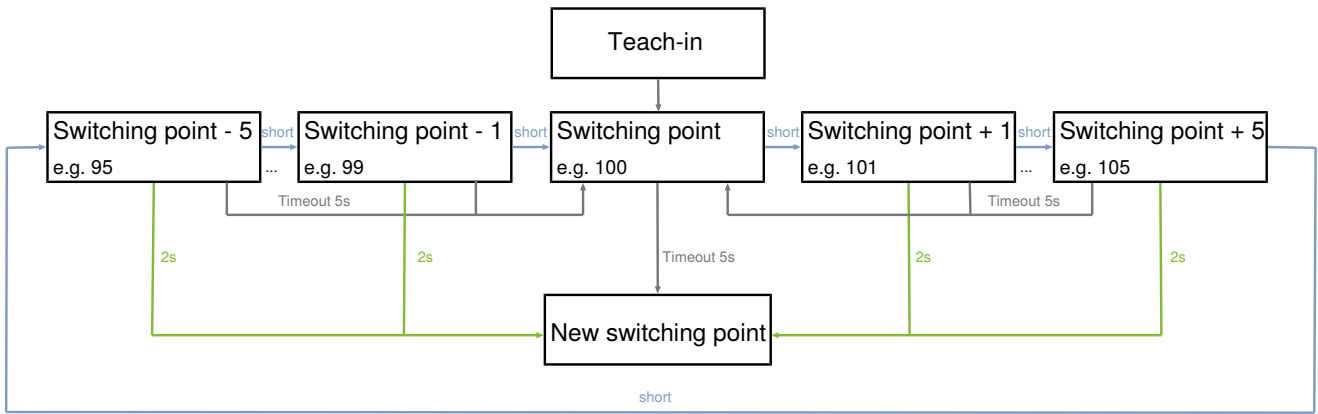 Teach-in
Switching point - 5
e.g. 95
short
...
Switching point - 1
e.g. 99
short
Switching point
e.g. 100
short
Switching point + 1
e.g. 101
short
...
Switching point + 5
e.g. 105
Timeout 5s
Timeout 5s
2s
2s
Timeout 5s
2s
2s
New switching point
short